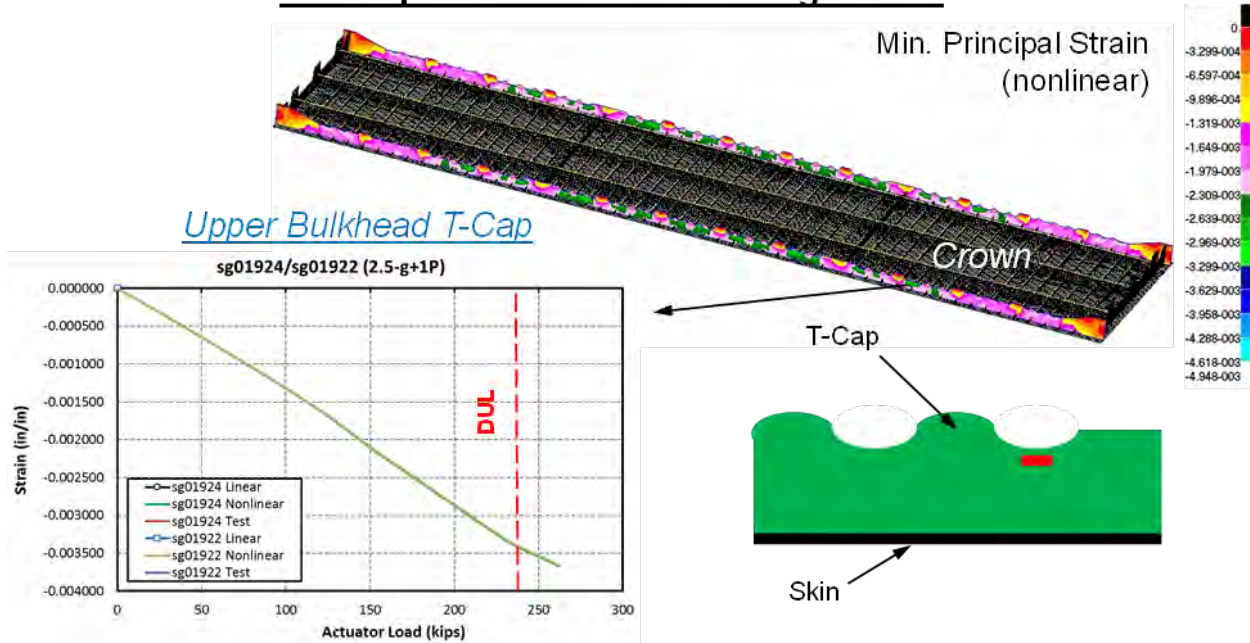 Min. Principal Strain
(nonlinear)
0
-3.299-004
-6.597-004
-9.896-004
-1.319-003
-1.649-003
-1.979-003
-2.309-003
-2.639-003
-2.969-003
-3.299-003
-3.629-003
-3.958-003
-4.288-003
-4.618-003
-4.948-003
Crown
Upper Bulkhead T-Cap
sg01924/sg01922 (2.5-g+1P)
0.000000
-0.000500
-0.001000
-0.001500
-0.002000
-0.002500
-0.003000
-0.003500
-0.004000
Strain (in/in)
DUL
sg01924 Linear
sg01924 Nonlinear
sg01924 Test
sg01922 Linear
sg01922 Nonlinear
sg01922 Test
0 50 100 150 200 250 300
Actuator Load (kips)
T-Cap
Skin